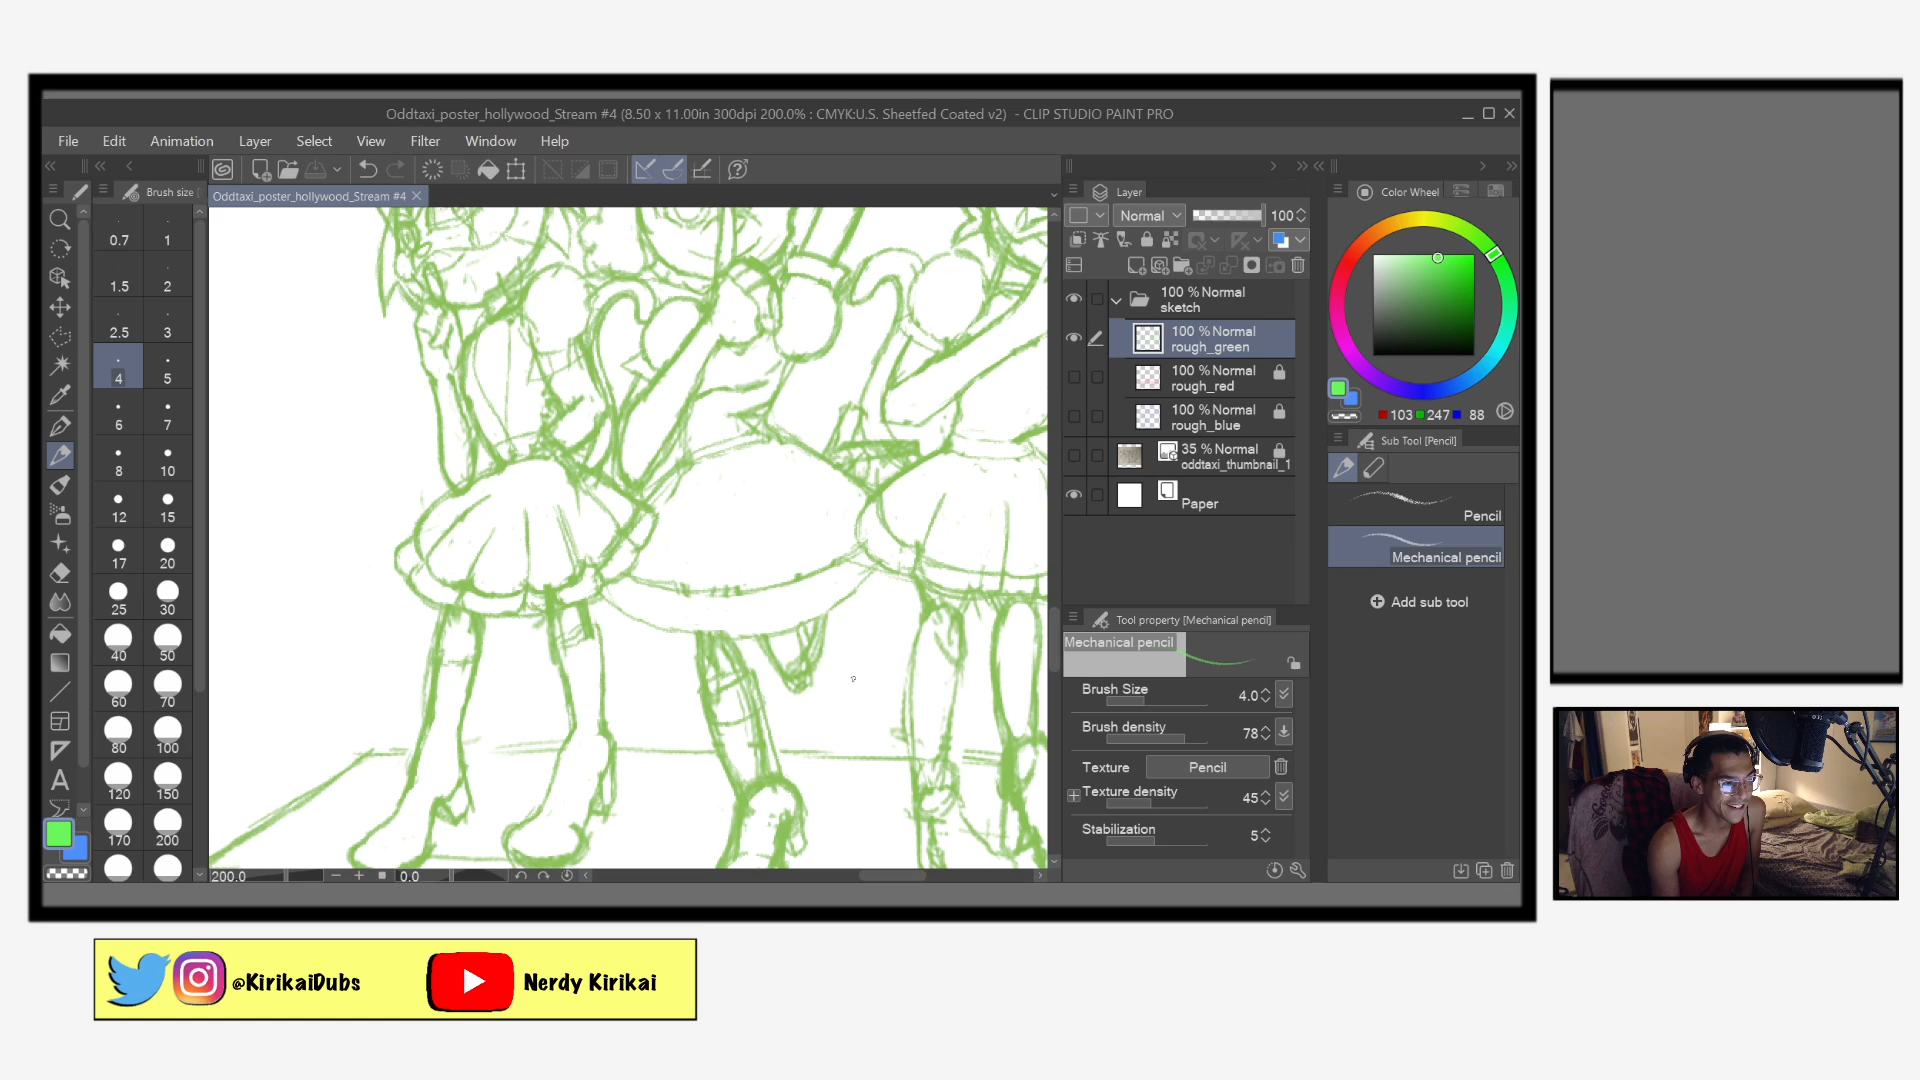 Oddtaxi_poster_hollywood_Stream #4 (8.50 x 11.00in 300dpi 200.0% : CMYK:U.S. Sheetfed Coated v2) - CLIP STUDIO PAINT PRO
File Edit Animation Layer Select View Filter Window Help
Brush size
Oddtaxi_poster_hollywood_Stream #4
0.7 1
1.5 2
2.5 3
4 5
6 7
8 10
12 15
17 20
25 30
40 50
60 70
80 100
120 150
170 200
200.0 0.0
Layer
Normal 100
100 % Normal
sketch
100 % Normal
rough_green
100 % Normal
rough_red
100 % Normal
rough_blue
35 % Normal
oddtaxi_thumbnail_1
Paper
Tool property [Mechanical pencil]
Mechanical pencil
Brush Size 4.0
Brush density 78
Texture Pencil
Texture density 45
Stabilization 5
Color Wheel
103 247 88
Sub Tool [Pencil]
Pencil
Mechanical pencil
Add sub tool
@KirikaiDubs
Nerdy Kirikai